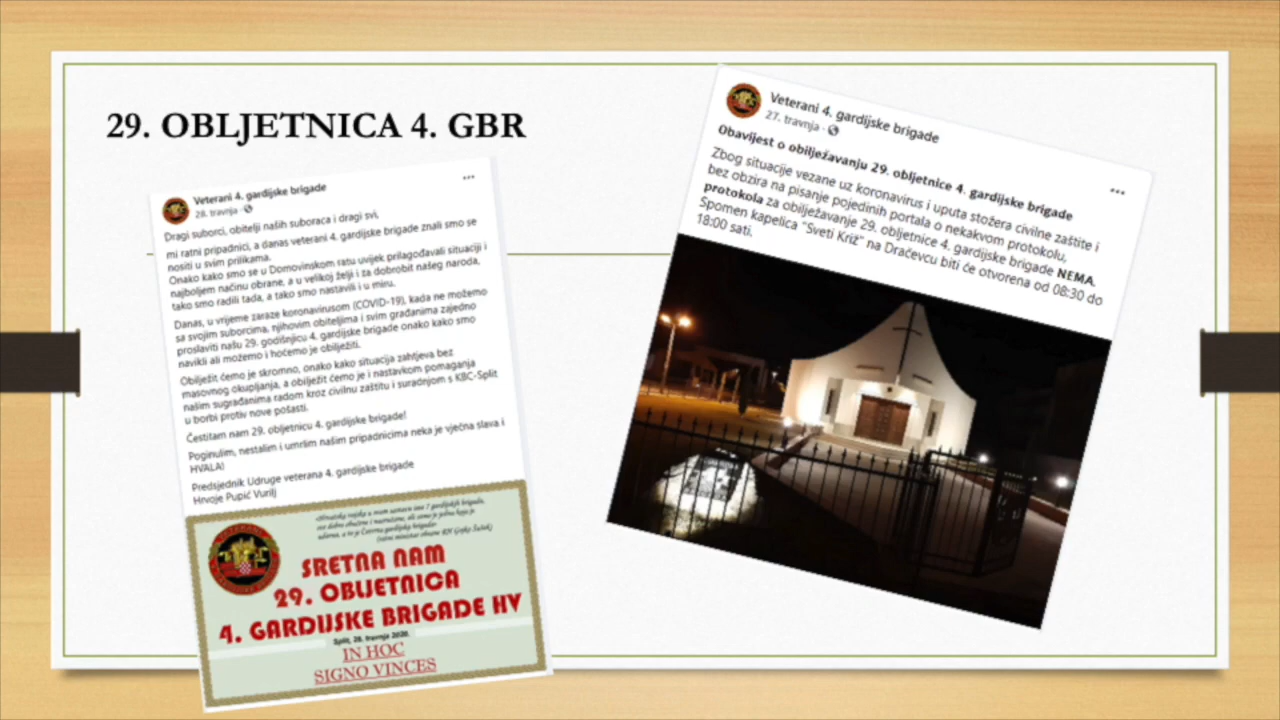 29. OBLJETNICA 4. GBR
Veterani 4. gardijske brigade
28. travnja
Dragi suborci, obitelji naših suboraca i dragi svi,
mi ratni pripadnici, a danas veterani 4. gardijske brigade znali smo se
nositi u svim prilikama.
Onako kako smo se u Domovinskom ratu uvijek prilagođavali situaciji i
najboljem načinu obrane, a u velikoj želji i za dobrobit našeg naroda,
tako smo radili tada, a tako smo nastavili i u miru.
Danas, u vrijeme zaraze koronavirusom (COVID-19), kada ne možemo
sa svojim suborcima, njihovim obiteljima i svim građanima zajedno
proslaviti našu 29. godišnjicu 4. gardijske brigade onako kako smo
navikli ali možemo i hoćemo je obilježiti.
Obilježit ćemo je skromno, onako kako situacija zahtjeva bez
masovnog okupljanja, a obilježit ćemo je i nastavkom pomaganja
našim sugrađanima radom kroz civilnu zaštitu i suradnjom s KBC-Split
u borbi protiv nove pošasti.
Čestitam nam 29. obljetnicu 4. gardijske brigade!
Poginulim, nestalim i umrlim našim pripadnicima neka je vječna slava i
HVALA!
Predsjednik Udruge veterana 4. gardijske brigade
Hrvoje Pupić Vurilj
SRETNA NAM
29. OBLJETNICA
4. GARDIJSKE BRIGADE HV
Split, 28. travnja 2020.
IN HOC
SIGNO VINCES
Veterani 4. gardijske brigade
27. travnja
Obavijest o obilježavanju 29. obljetnice 4. gardijske brigade
Zbog situacije vezane uz koronavirus i uputa stožera civilne zaštite i
bez obzira na pisanje pojedinih portala o nekakvom protokolu,
protokola za obilježavanje 29. obljetnice 4. gardijske brigade NEMA.
Spomen kapelica "Sveti Križ" na Dračevcu biti će otvorena od 08:30 do
18:00 sati.